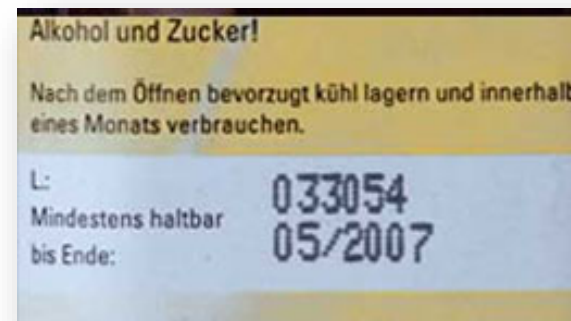 Alkohol und Zucker!
Nach dem Öffnen bevorzugt kühl lagern und innerhalb
eines Monats verbrauchen.
L: 033054
Mindestens haltbar
bis Ende: 05/2007